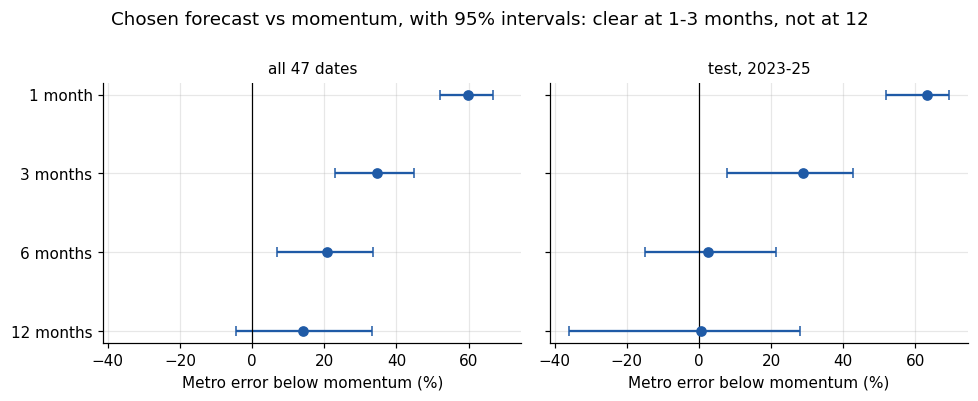 Chosen forecast vs momentum, with 95% intervals: clear at 1-3 months, not at 12
all 47 dates
test, 2023-25
1 month
3 months
6 months
12 months
−40 −20 0 20 40 60
−40 −20 0 20 40 60
Metro error below momentum (%)
Metro error below momentum (%)